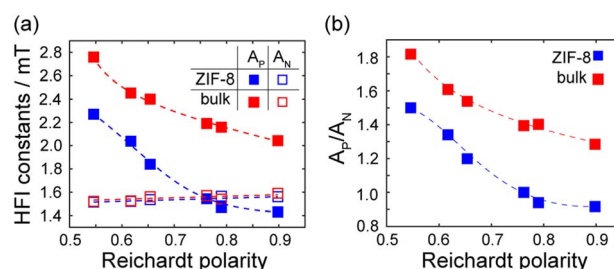 (a)
HFI constants / mT
2.8
2.6
2.4
2.2
2.0
1.8
1.6
1.4
A_P A_N
ZIF-8
bulk
0.5 0.6 0.7 0.8 0.9
Reichardt polarity
(b)
A_P/A_N
1.8
1.6
1.4
1.2
1.0
0.8
ZIF-8
bulk
0.5 0.6 0.7 0.8 0.9
Reichardt polarity